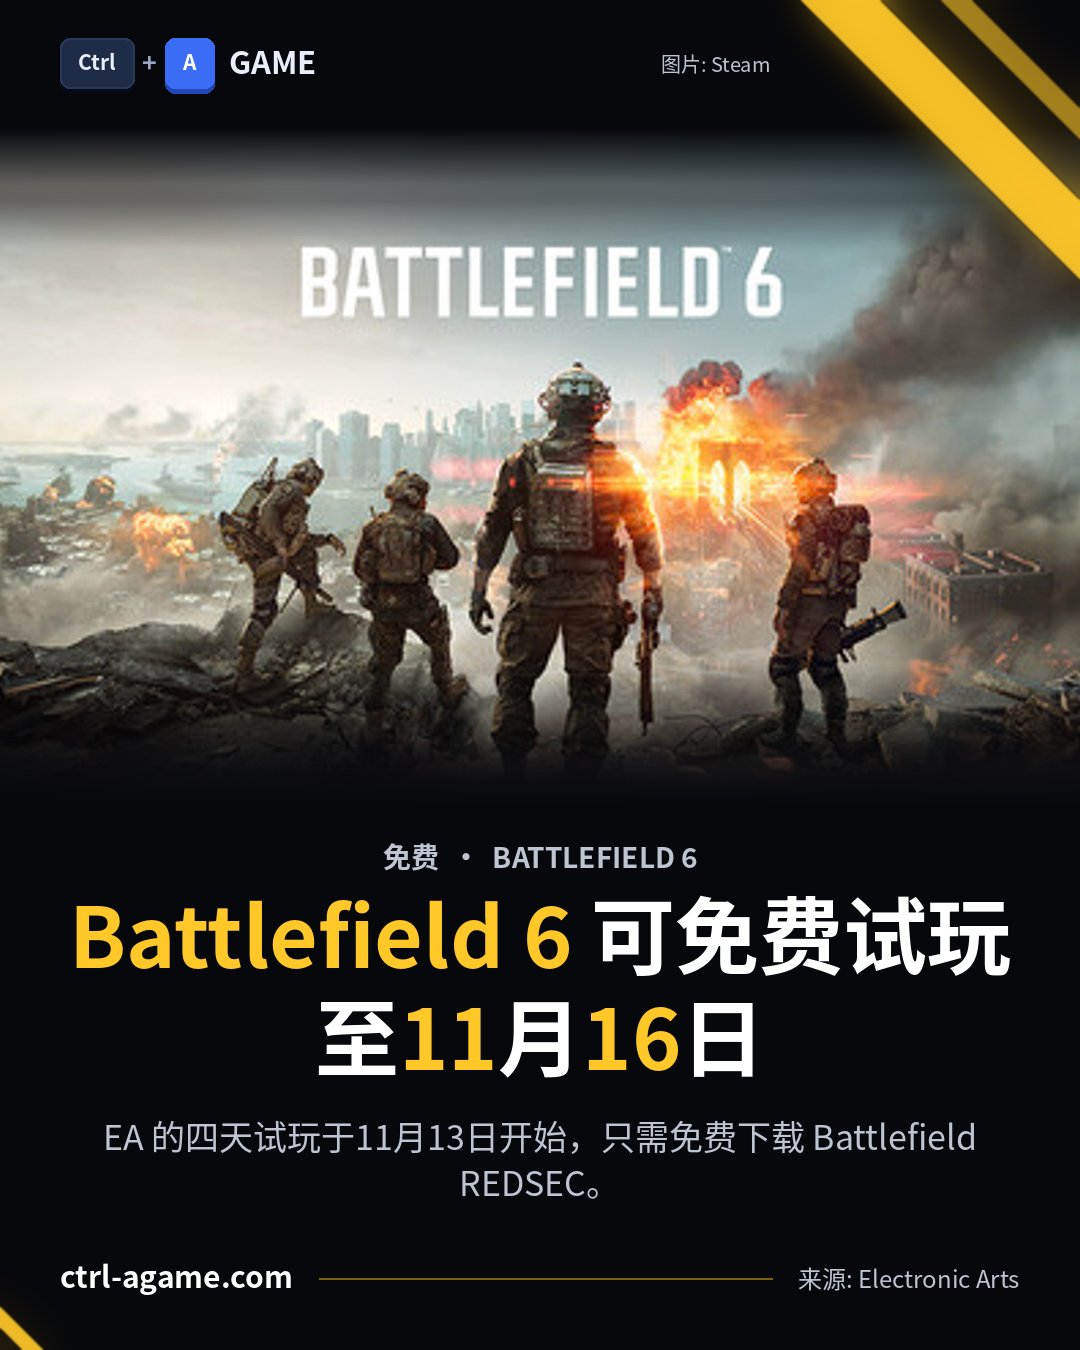 Ctrl + A GAME
图片: Steam
BATTLEFIELD™ 6
免费 · BATTLEFIELD 6
Battlefield 6 可免费试玩
至11月16日
EA 的四天试玩于11月13日开始，只需免费下载 Battlefield
REDSEC。
ctrl-agame.com
来源: Electronic Arts